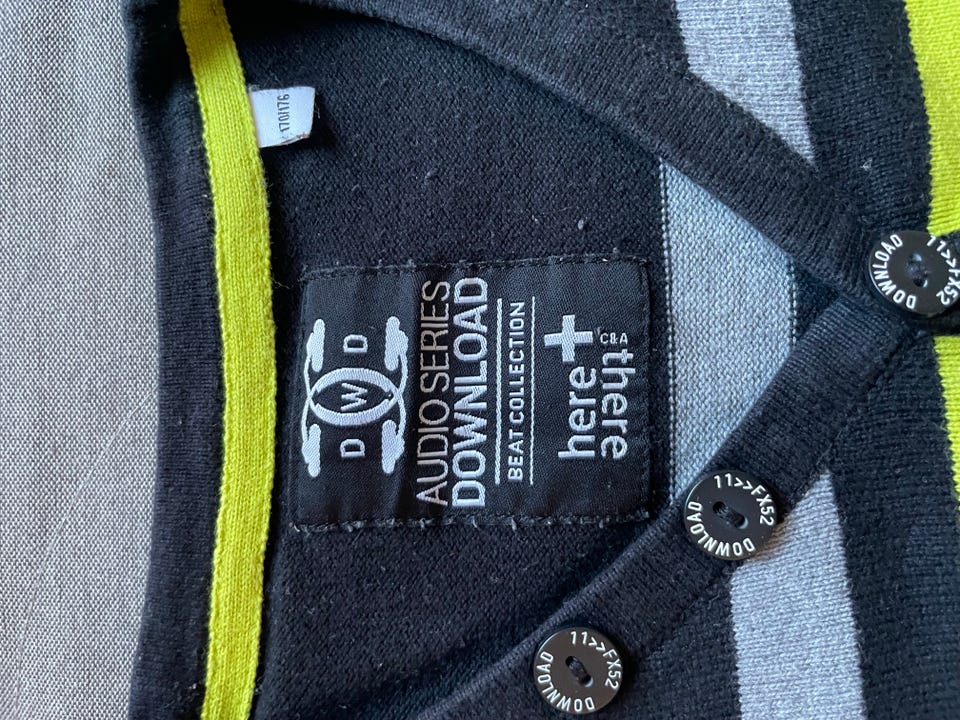 170/176
D W D
AUDIO SERIES
DOWNLOAD
BEAT COLLECTION
C&A
here + there
11>>FX52
DOWNLOAD
11>>FX52
DOWNLOAD
11>>FX52
DOWNLOAD